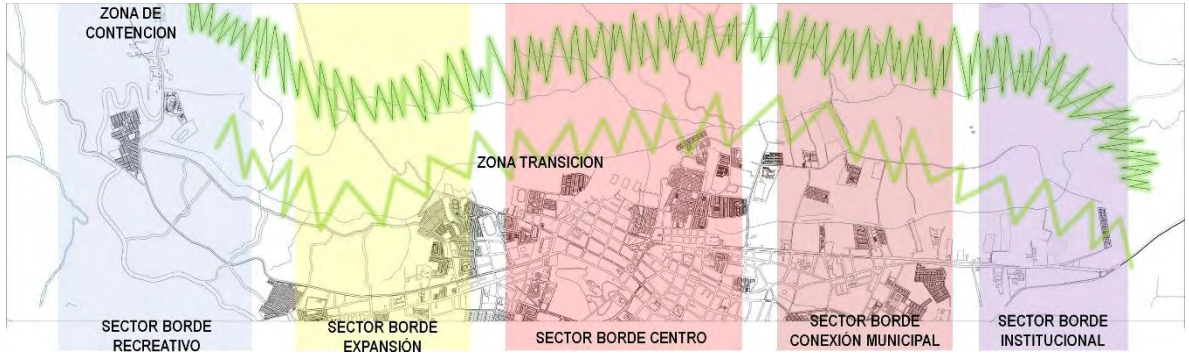 ZONA DE
CONTENCION
ZONA TRANSICION
SECTOR BORDE
RECREATIVO
SECTOR BORDE
EXPANSIÓN
SECTOR BORDE CENTRO
SECTOR BORDE
CONEXIÓN MUNICIPAL
SECTOR BORDE
INSTITUCIONAL